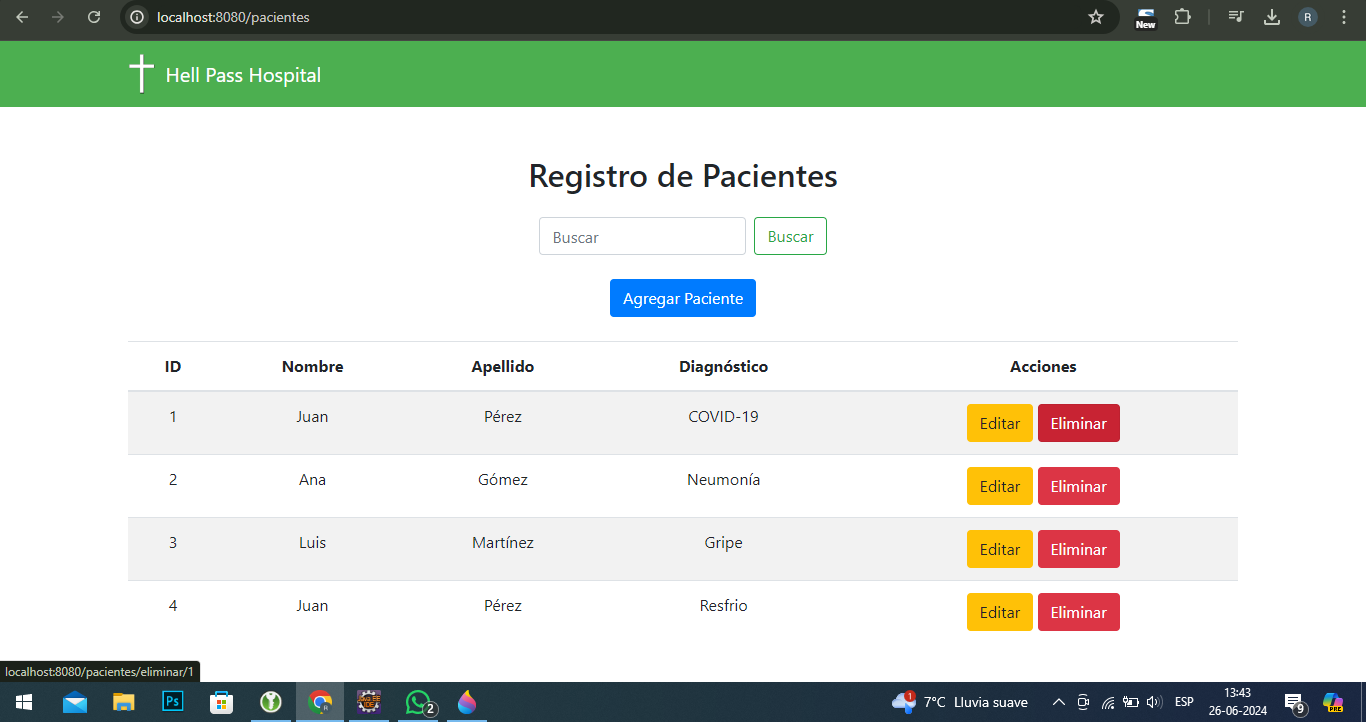 localhost:8080/pacientes
New
R
Hell Pass Hospital
Registro de Pacientes
Buscar Buscar
Agregar Paciente
ID Nombre Apellido Diagnóstico Acciones
1 Juan Pérez COVID-19 Editar Eliminar
2 Ana Gómez Neumonía Editar Eliminar
3 Luis Martínez Gripe Editar Eliminar
4 Juan Pérez Resfrio Editar Eliminar
localhost:8080/pacientes/eliminar/1
Ps
2
1 7°C Lluvia suave
ESP
13:43
26-06-2024
9
PRE